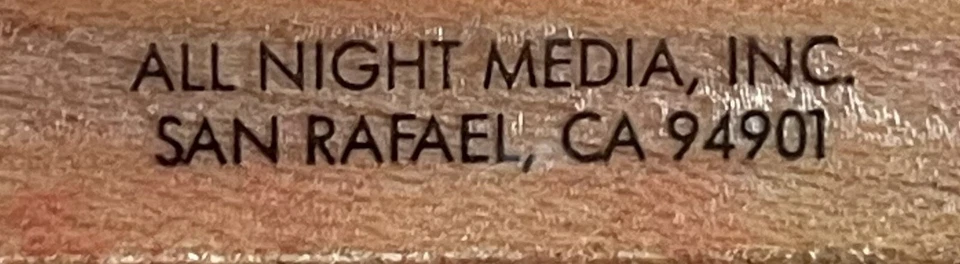 ALL NIGHT MEDIA, INC.
SAN RAFAEL, CA 94901